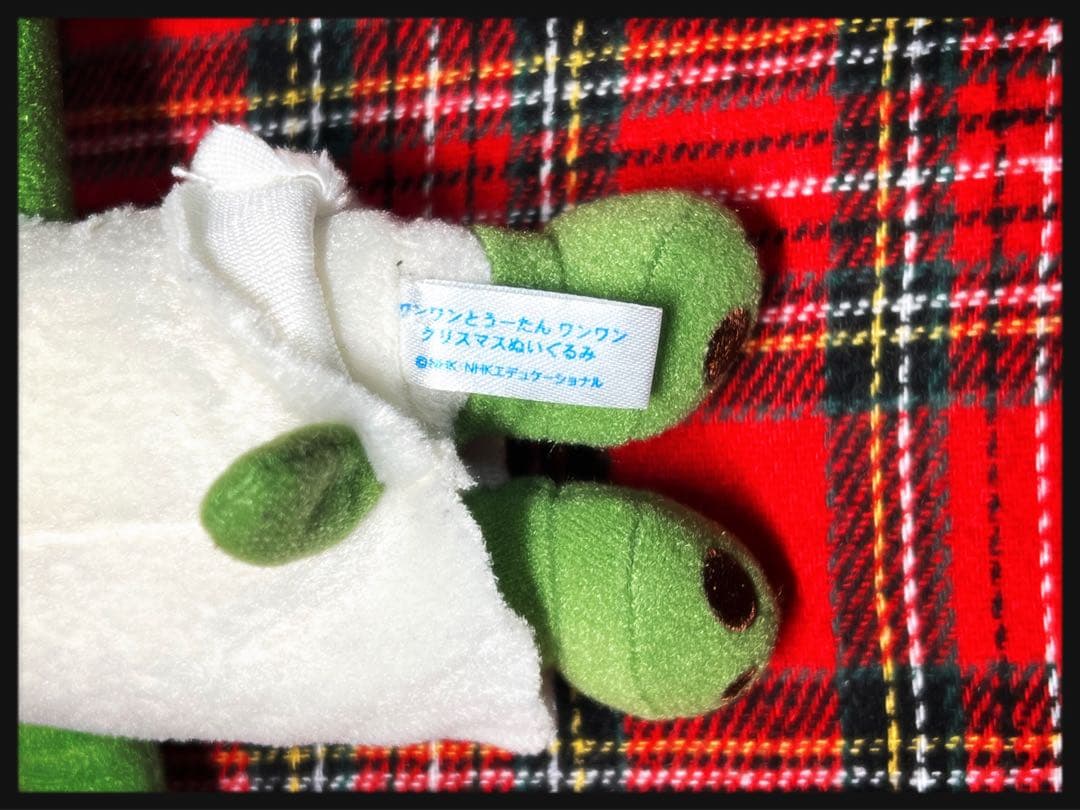 ワンワンとうーたん ワンワン
クリスマスぬいぐるみ
©NHK・NHKエデュケーショナル